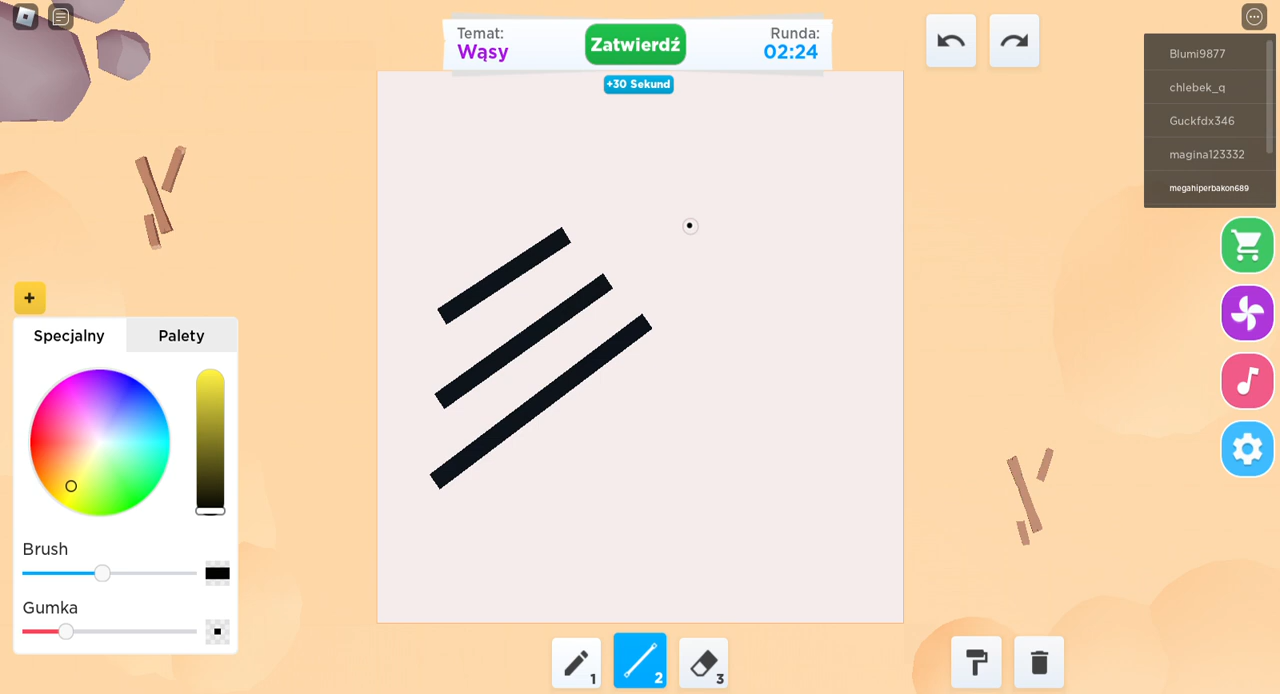 Temat:
Wąsy
Zatwierdź
Runda:
02:24
+30 Sekund
Blumi9877
chlebek_q
Guckfdx346
magina123332
megahiperbakon689
+
Specjalny
Palety
Brush
Gumka
1
2
3